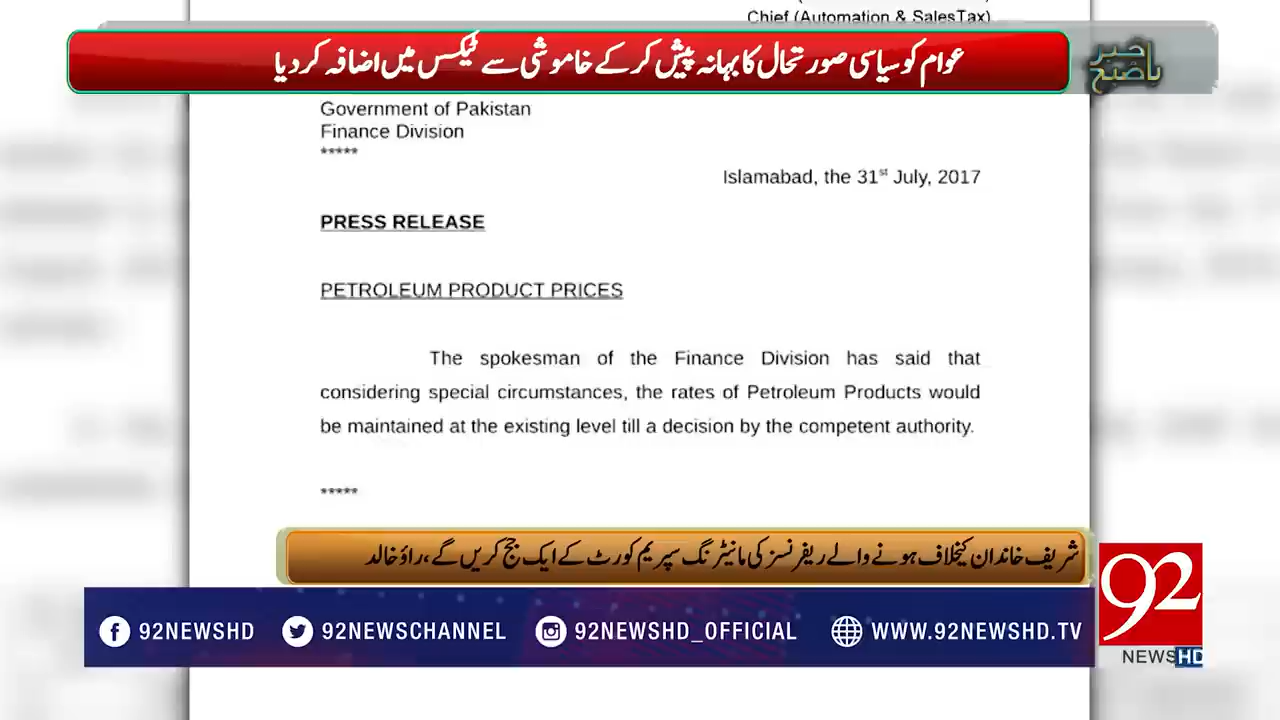 Chief (Automation & SalesTax)
عوام کو سیاسی صورتحال کا بہانہ پیش کر کے خاموشی سے ٹیکس میں اضافہ کر دیا
باخبر صبح
Government of Pakistan
Finance Division
*****
Islamabad, the 31st July, 2017
PRESS RELEASE
PETROLEUM PRODUCT PRICES
The spokesman of the Finance Division has said that
considering special circumstances, the rates of Petroleum Products would
be maintained at the existing level till a decision by the competent authority.
*****
شریف خاندان کیخلاف ہونے والے ریفرنسز کی مانیٹرنگ سپریم کورٹ کے ایک جج کریں گے، راؤ خالد
92NEWSHD 92NEWSCHANNEL 92NEWSHD_OFFICIAL WWW.92NEWSHD.TV
92
NEWS HD